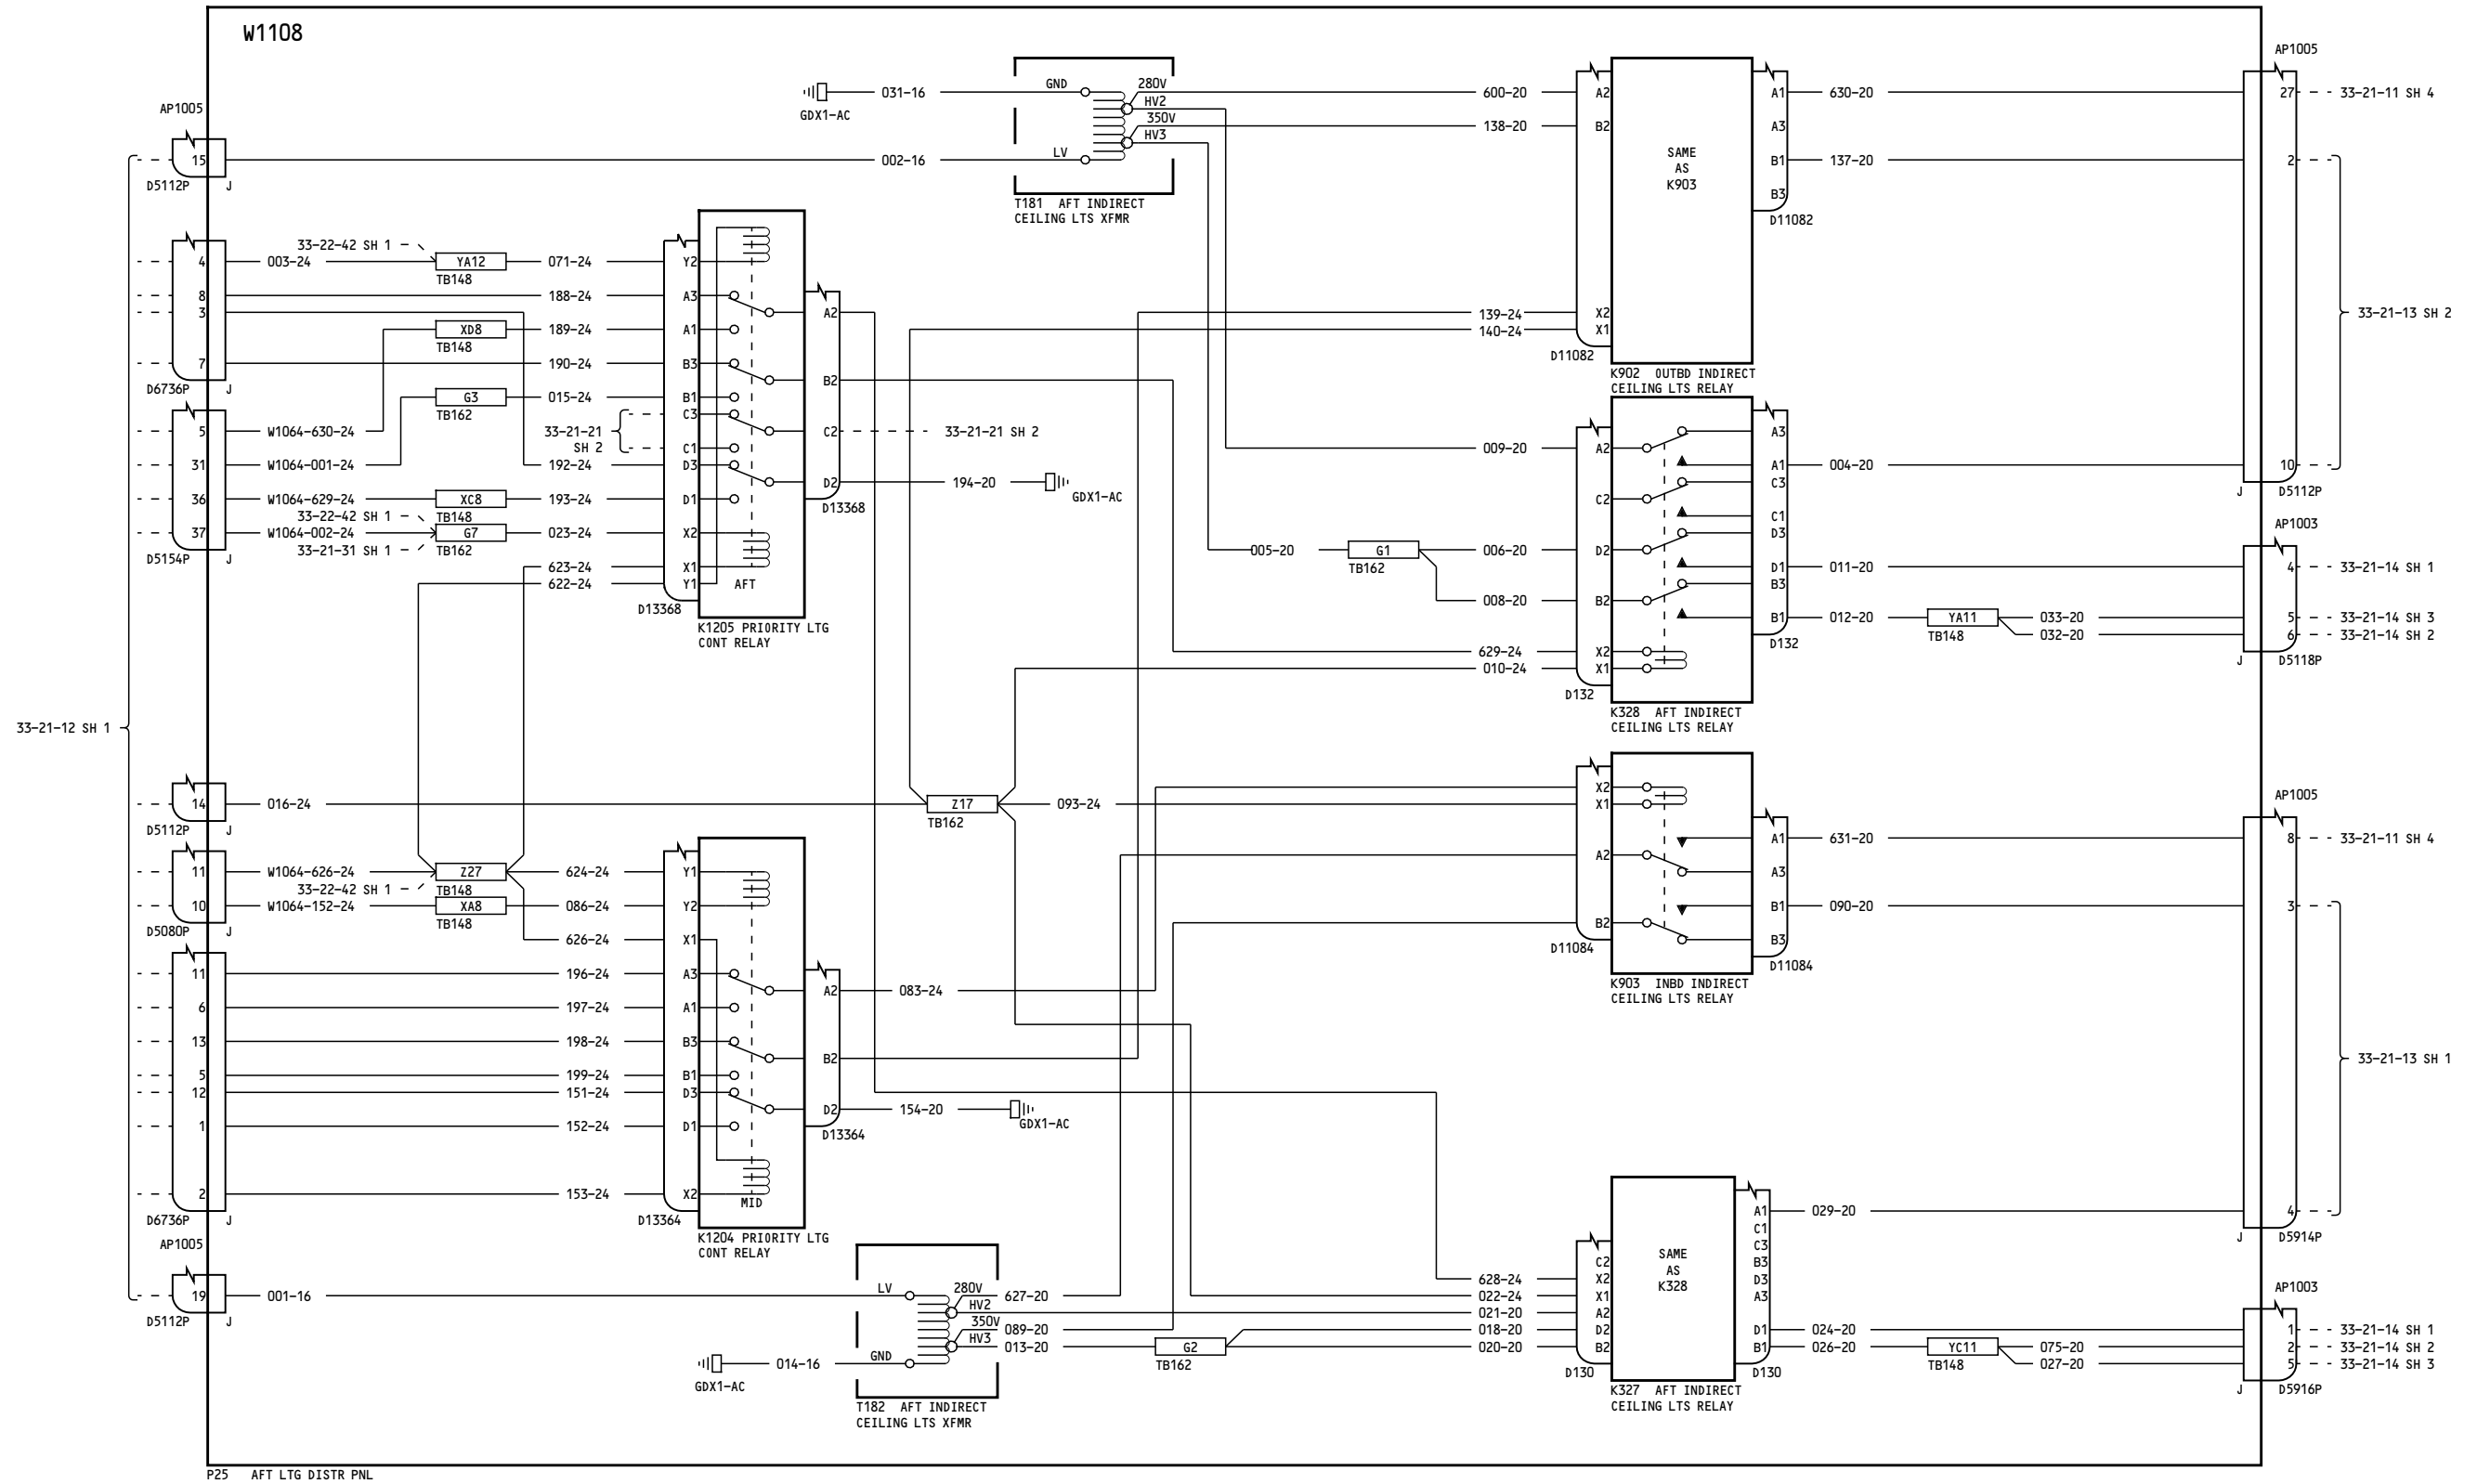 W1108
AP1005
15
D5112P J
4
8
3
7
D6736P J
5
31
36
37
D5154P J
33-21-12 SH 1
14
D5112P J
11
10
D5080P J
11
6
13
5
12
1
2
D6736P J
AP1005
19
D5112P J
33-22-42 SH 1
003-24
YA12
TB148
071-24
188-24
XD8
TB148
189-24
190-24
G3
TB162
015-24
W1064-630-24
33-21-21
SH 2
W1064-001-24
192-24
W1064-629-24
XC8
TB148
193-24
33-22-42 SH 1
W1064-002-24
G7
TB162
023-24
33-21-31 SH 1
623-24
622-24
Y2
A3
A1
B3
B1
C3
C1
D3
D1
X2
X1
Y1
AFT
D13368
K1205 PRIORITY LTG
CONT RELAY
A2
B2
C2
D2
D13368
33-21-21 SH 2
194-20
GDX1-AC
016-24
Z17
TB162
093-24
W1064-626-24
Z27
TB148
624-24
33-22-42 SH 1
W1064-152-24
XA8
TB148
086-24
626-24
196-24
197-24
198-24
199-24
151-24
152-24
153-24
Y1
Y2
X1
A3
A1
B3
B1
D3
D1
X2
MID
D13364
K1204 PRIORITY LTG
CONT RELAY
A2
B2
D2
D13364
083-24
154-20
GDX1-AC
GDX1-AC
031-16
002-16
GND
LV
280V
HV2
350V
HV3
T181 AFT INDIRECT
CEILING LTS XFMR
001-16
LV
GND
280V
HV2
350V
HV3
627-20
089-20
013-20
GDX1-AC
014-16
T182 AFT INDIRECT
CEILING LTS XFMR
G2
TB162
600-20
138-20
139-24
140-24
A2
B2
X2
X1
D11082
SAME
AS
K903
K902 OUTBD INDIRECT
CEILING LTS RELAY
A1
A3
B1
B3
D11082
630-20
137-20
009-20
005-20
G1
TB162
006-20
008-20
629-24
010-24
A2
C2
D2
B2
X2
X1
D132
K328 AFT INDIRECT
CEILING LTS RELAY
A3
A1
C3
C1
D3
D1
B3
B1
D132
004-20
011-20
012-20
YA11
TB148
033-20
032-20
X2
X1
A2
B2
D11084
K903 INBD INDIRECT
CEILING LTS RELAY
A1
A3
B1
B3
D11084
631-20
090-20
628-24
022-24
021-20
018-20
020-20
C2
X2
X1
A2
D2
B2
D130
SAME
AS
K328
K327 AFT INDIRECT
CEILING LTS RELAY
A1
C1
C3
B3
D3
A3
D1
B1
D130
029-20
024-20
026-20
YC11
TB148
075-20
027-20
AP1005
27
2
10
J D5112P
33-21-11 SH 4
33-21-13 SH 2
AP1003
4
5
6
J D5118P
33-21-14 SH 1
33-21-14 SH 3
33-21-14 SH 2
AP1005
8
3
4
J D5914P
33-21-11 SH 4
33-21-13 SH 1
AP1003
1
2
5
J D5916P
33-21-14 SH 1
33-21-14 SH 2
33-21-14 SH 3
P25 AFT LTG DISTR PNL